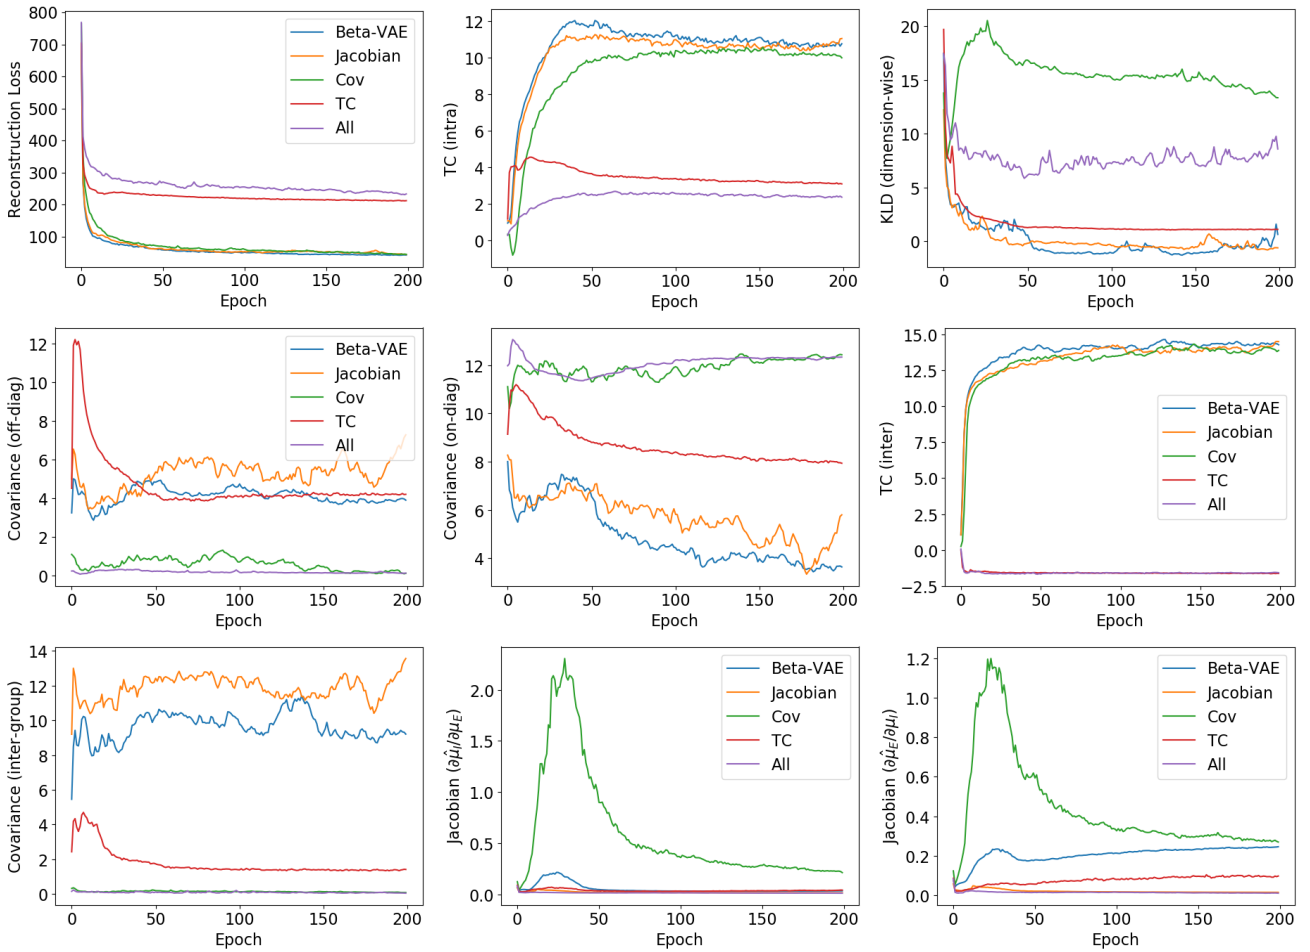 800
700
600
500
400
300
200
100
Reconstruction Loss
0 50 100 150 200
Epoch
Beta-VAE
Jacobian
Cov
TC
All
12
10
8
6
4
2
0
TC (intra)
0 50 100 150 200
Epoch
20
15
10
5
0
KLD (dimension-wise)
0 50 100 150 200
Epoch
12
10
8
6
4
2
0
Covariance (off-diag)
0 50 100 150 200
Epoch
Beta-VAE
Jacobian
Cov
TC
All
12
10
8
6
4
Covariance (on-diag)
0 50 100 150 200
Epoch
15.0
12.5
10.0
7.5
5.0
2.5
0.0
−2.5
TC (inter)
0 50 100 150 200
Epoch
Beta-VAE
Jacobian
Cov
TC
All
14
12
10
8
6
4
2
0
Covariance (inter-group)
0 50 100 150 200
Epoch
2.0
1.5
1.0
0.5
0.0
Jacobian (∂μ̂_I/∂μ_E)
0 50 100 150 200
Epoch
Beta-VAE
Jacobian
Cov
TC
All
1.2
1.0
0.8
0.6
0.4
0.2
0.0
Jacobian (∂μ̂_E/∂μ_I)
0 50 100 150 200
Epoch
Beta-VAE
Jacobian
Cov
TC
All